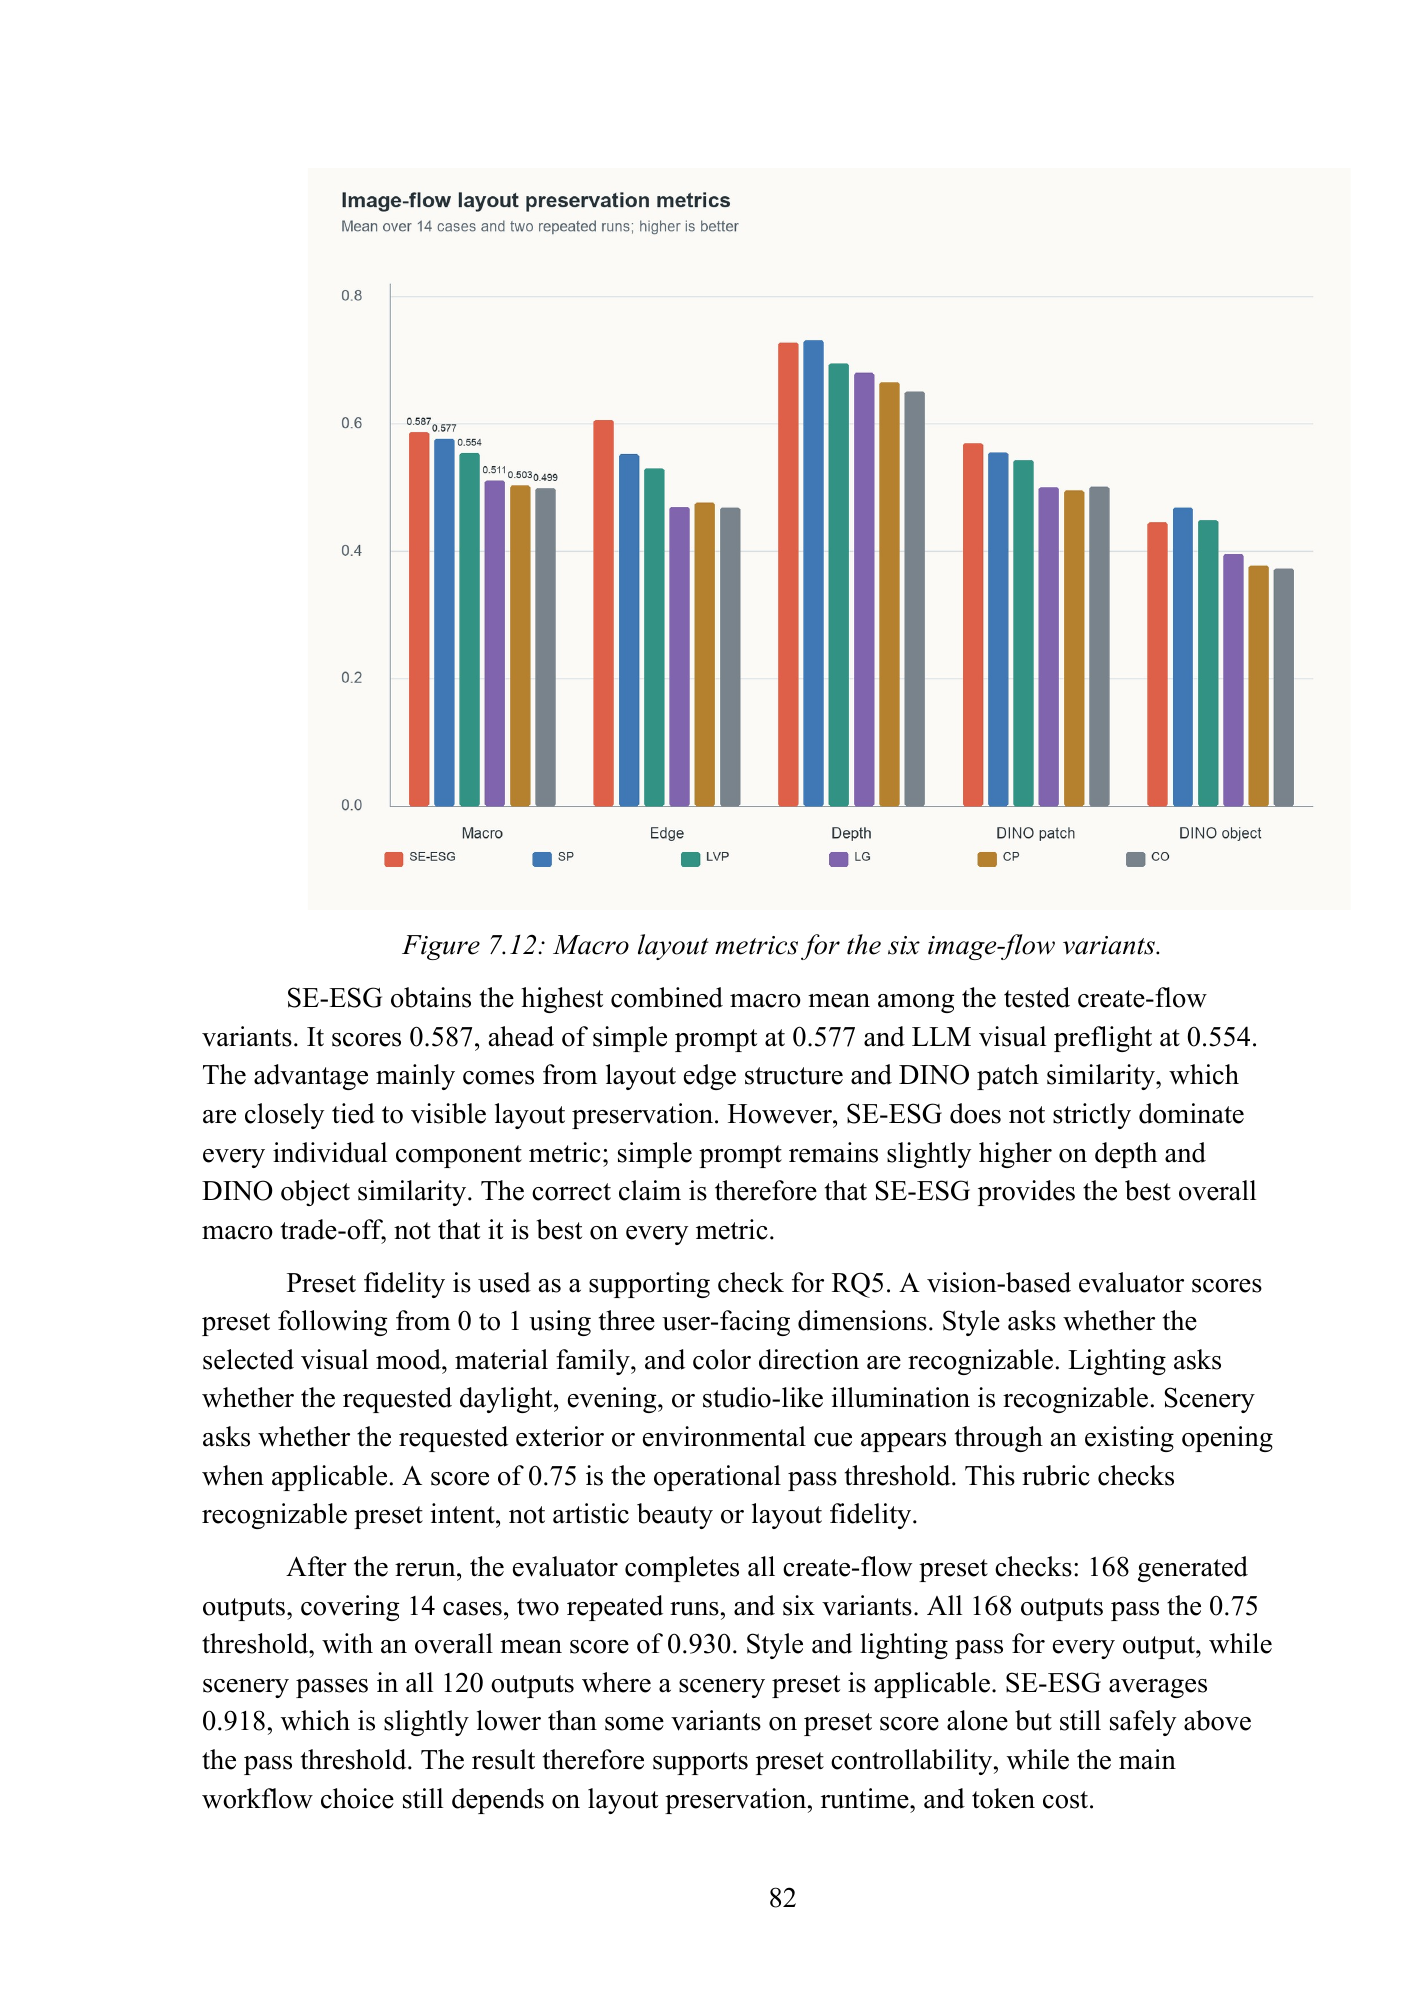 Image-flow layout preservation metrics
Mean over 14 cases and two repeated runs; higher is better
0.8
0.6
0.4
0.2
0.0
0.587 0.577 0.554 0.511 0.503 0.499
Macro Edge Depth DINO patch DINO object
SE-ESG SP LVP LG CP CO
Figure 7.12: Macro layout metrics for the six image-flow variants.
SE-ESG obtains the highest combined macro mean among the tested create-flow
variants. It scores 0.587, ahead of simple prompt at 0.577 and LLM visual preflight at 0.554.
The advantage mainly comes from layout edge structure and DINO patch similarity, which
are closely tied to visible layout preservation. However, SE-ESG does not strictly dominate
every individual component metric; simple prompt remains slightly higher on depth and
DINO object similarity. The correct claim is therefore that SE-ESG provides the best overall
macro trade-off, not that it is best on every metric.
Preset fidelity is used as a supporting check for RQ5. A vision-based evaluator scores
preset following from 0 to 1 using three user-facing dimensions. Style asks whether the
selected visual mood, material family, and color direction are recognizable. Lighting asks
whether the requested daylight, evening, or studio-like illumination is recognizable. Scenery
asks whether the requested exterior or environmental cue appears through an existing opening
when applicable. A score of 0.75 is the operational pass threshold. This rubric checks
recognizable preset intent, not artistic beauty or layout fidelity.
After the rerun, the evaluator completes all create-flow preset checks: 168 generated
outputs, covering 14 cases, two repeated runs, and six variants. All 168 outputs pass the 0.75
threshold, with an overall mean score of 0.930. Style and lighting pass for every output, while
scenery passes in all 120 outputs where a scenery preset is applicable. SE-ESG averages
0.918, which is slightly lower than some variants on preset score alone but still safely above
the pass threshold. The result therefore supports preset controllability, while the main
workflow choice still depends on layout preservation, runtime, and token cost.
82